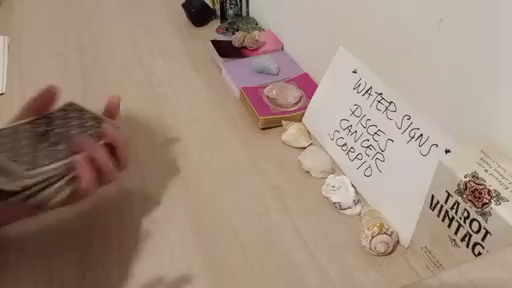 WATER SIGNS
PISCES
CANCER
SCORPIO
TAROT
VINTAG